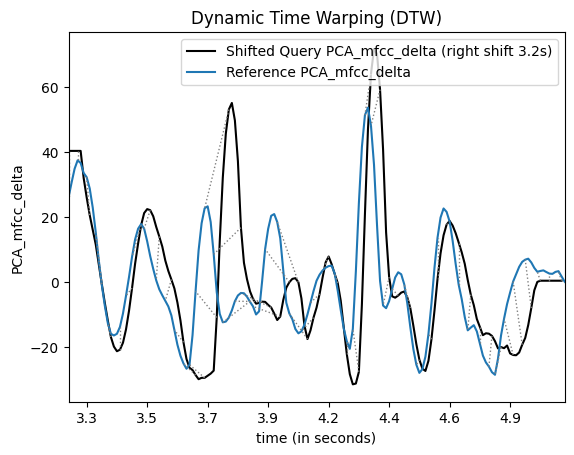 Dynamic Time Warping (DTW)
Shifted Query PCA_mfcc_delta (right shift 3.2s)
Reference PCA_mfcc_delta
PCA_mfcc_delta
60
40
20
0
−20
3.3 3.5 3.7 3.9 4.2 4.4 4.6 4.9
time (in seconds)